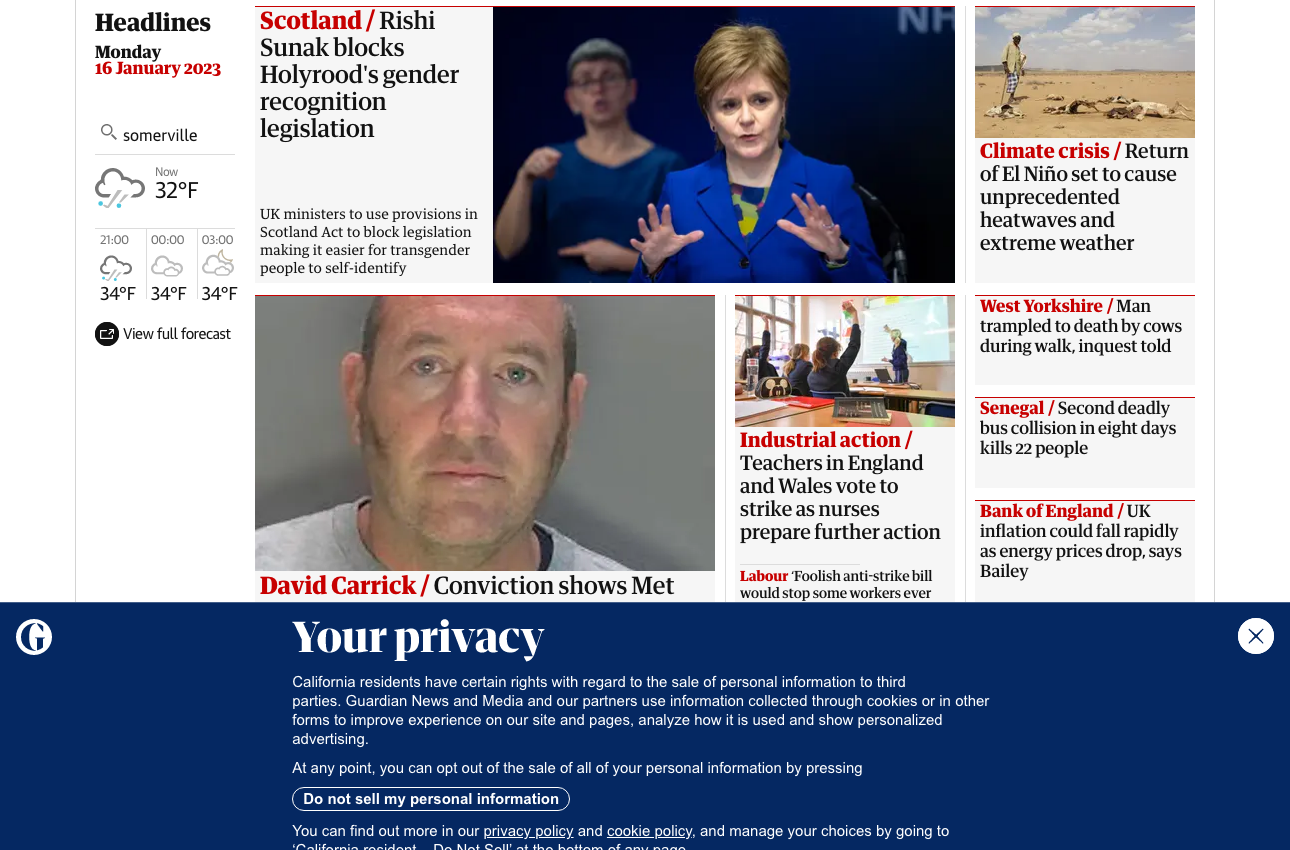 Headlines
Monday
16 January 2023
somerville
Now
32°F
21:00
00:00
03:00
34°F
34°F
34°F
View full forecast
Scotland / Rishi
Sunak blocks
Holyrood's gender
recognition
legislation
UK ministers to use provisions in
Scotland Act to block legislation
making it easier for transgender
people to self-identify
NH
Climate crisis / Return
of El Niño set to cause
unprecedented
heatwaves and
extreme weather
David Carrick / Conviction shows Met
Industrial action /
Teachers in England
and Wales vote to
strike as nurses
prepare further action
Labour ‘Foolish anti-strike bill
would stop some workers ever
West Yorkshire / Man
trampled to death by cows
during walk, inquest told
Senegal / Second deadly
bus collision in eight days
kills 22 people
Bank of England / UK
inflation could fall rapidly
as energy prices drop, says
Bailey
G
Your privacy
California residents have certain rights with regard to the sale of personal information to third
parties. Guardian News and Media and our partners use information collected through cookies or in other
forms to improve experience on our site and pages, analyze how it is used and show personalized
advertising.
At any point, you can opt out of the sale of all of your personal information by pressing
Do not sell my personal information
You can find out more in our privacy policy and cookie policy, and manage your choices by going to
‘California resident – Do Not Sell’ at the bottom of any page.